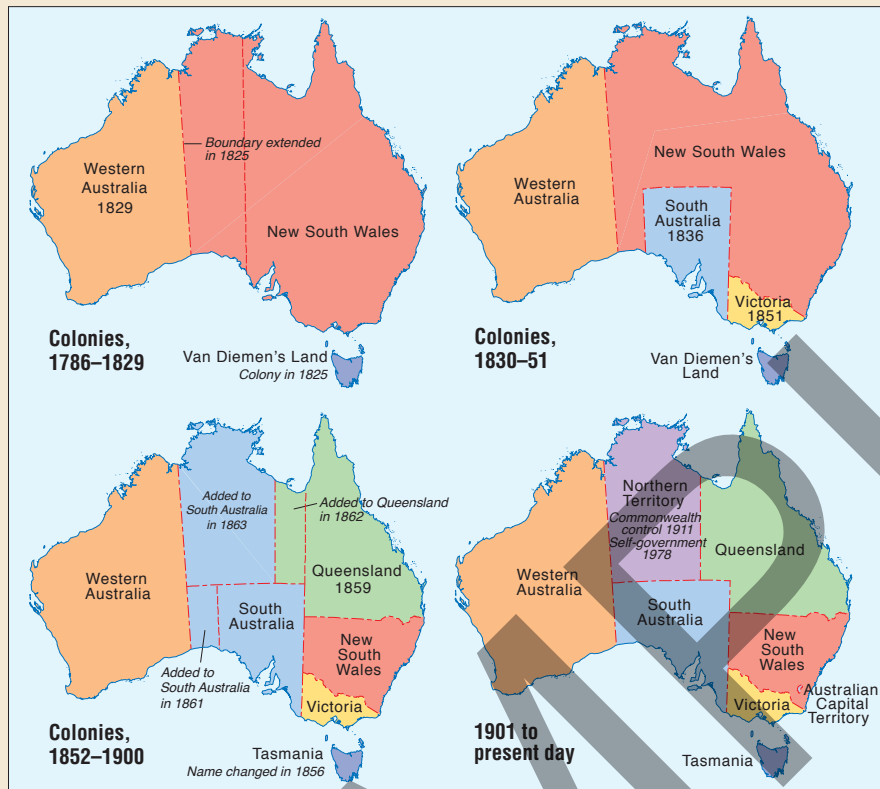 Western
Australia
1829
Boundary extended
in 1825
New South Wales
Colonies,
1786–1829
Van Diemen's Land
Colony in 1825
New South Wales
Western
Australia
South
Australia
1836
Victoria
1851
Colonies,
1830–51
Van Diemen's
Land
Added to
South Australia
in 1863
Added to Queensland
in 1862
Queensland
1859
Western
Australia
South
Australia
New
South
Wales
Added to
South Australia
in 1861
Victoria
Colonies,
1852–1900
Tasmania
Name changed in 1856
Northern
Territory
Commonwealth
control 1911
Self-government
1978
Queensland
Western
Australia
South
Australia
New
South
Wales
Australian
Capital
Territory
Victoria
1901 to
present day
Tasmania